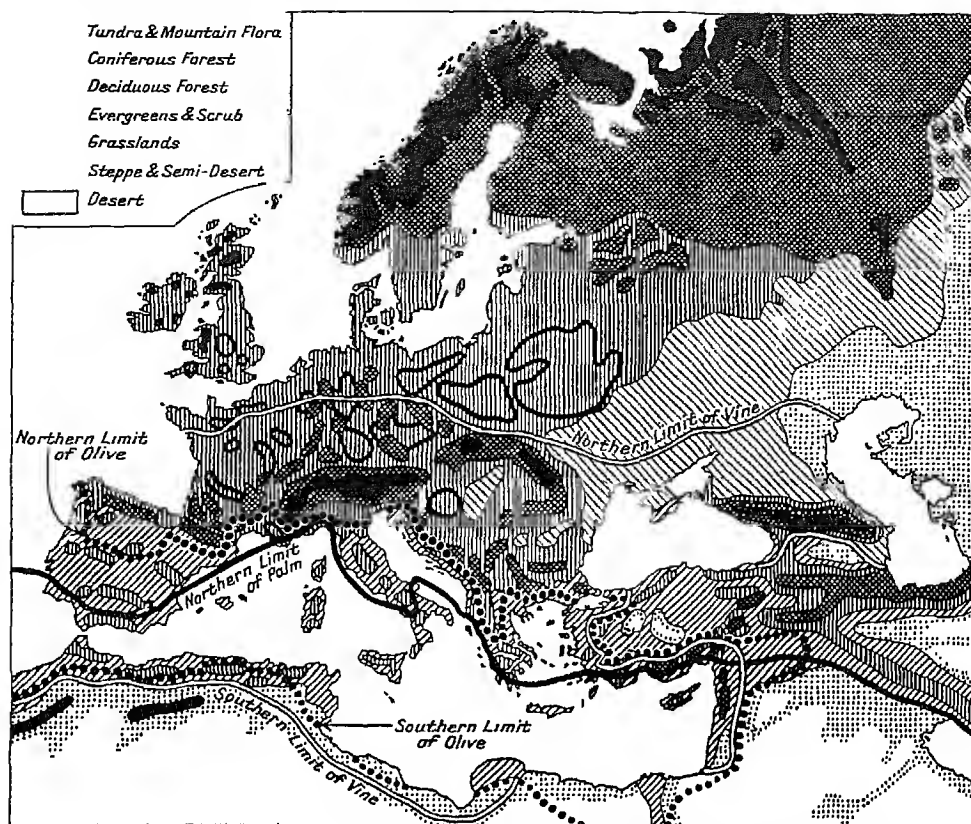 Tundra & Mountain Flora
Coniferous Forest
Deciduous Forest
Evergreens & Scrub
Grasslands
Steppe & Semi-Desert
Desert
Northern Limit
of Olive
Northern Limit of Vine
Northern Limit
of Palm
Southern Limit of Vine
Southern Limit
of Olive